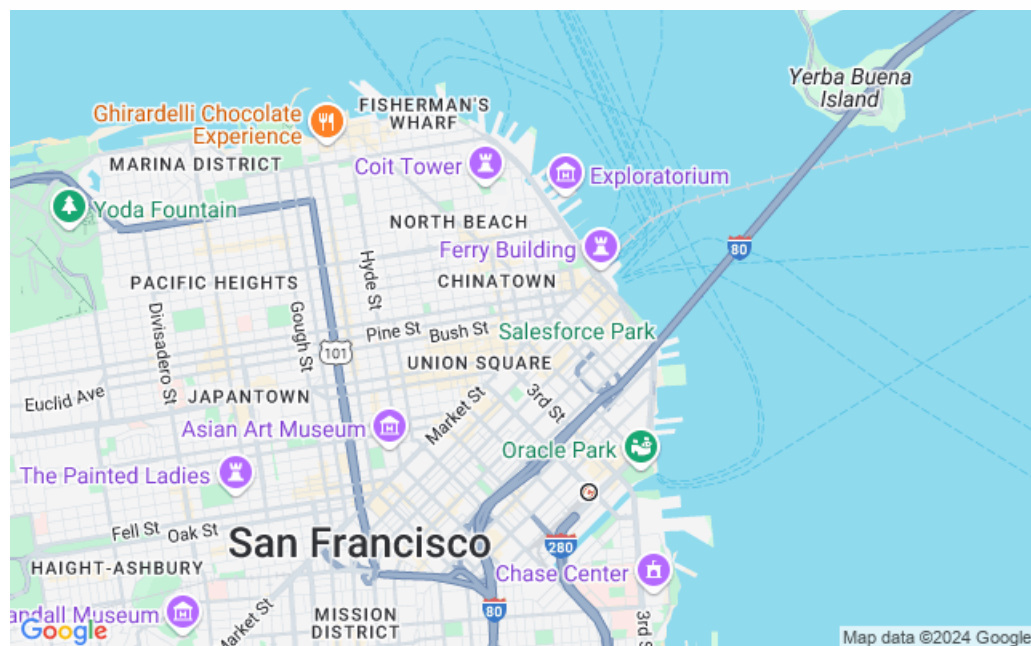 Yerba Buena
Island
Ghirardelli Chocolate
Experience
FISHERMAN'S
WHARF
MARINA DISTRICT
Coit Tower
Exploratorium
Yoda Fountain
NORTH BEACH
Ferry Building
80
PACIFIC HEIGHTS
Hyde St
CHINATOWN
Divisadero St
Gough St
Pine St
Bush St
Salesforce Park
101
UNION SQUARE
Euclid Ave
JAPANTOWN
Market St
3rd St
Asian Art Museum
Oracle Park
The Painted Ladies
Fell St
Oak St
San Francisco
280
HAIGHT-ASHBURY
Chase Center
andall Museum
80
MISSION
DISTRICT
Market St
3rd St
Google
Map data ©2024 Google